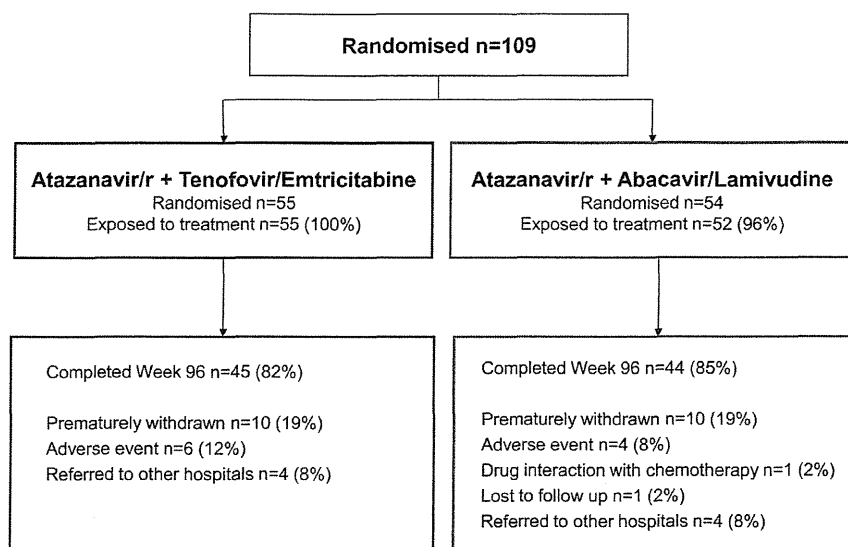 Randomised n=109
Atazanavir/r + Tenofovir/Emtricitabine
Randomised n=55
Exposed to treatment n=55 (100%)
Atazanavir/r + Abacavir/Lamivudine
Randomised n=54
Exposed to treatment n=52 (96%)
Completed Week 96 n=45 (82%)
Prematurely withdrawn n=10 (19%)
Adverse event n=6 (12%)
Referred to other hospitals n=4 (8%)
Completed Week 96 n=44 (85%)
Prematurely withdrawn n=10 (19%)
Adverse event n=4 (8%)
Drug interaction with chemotherapy n=1 (2%)
Lost to follow up n=1 (2%)
Referred to other hospitals n=4 (8%)